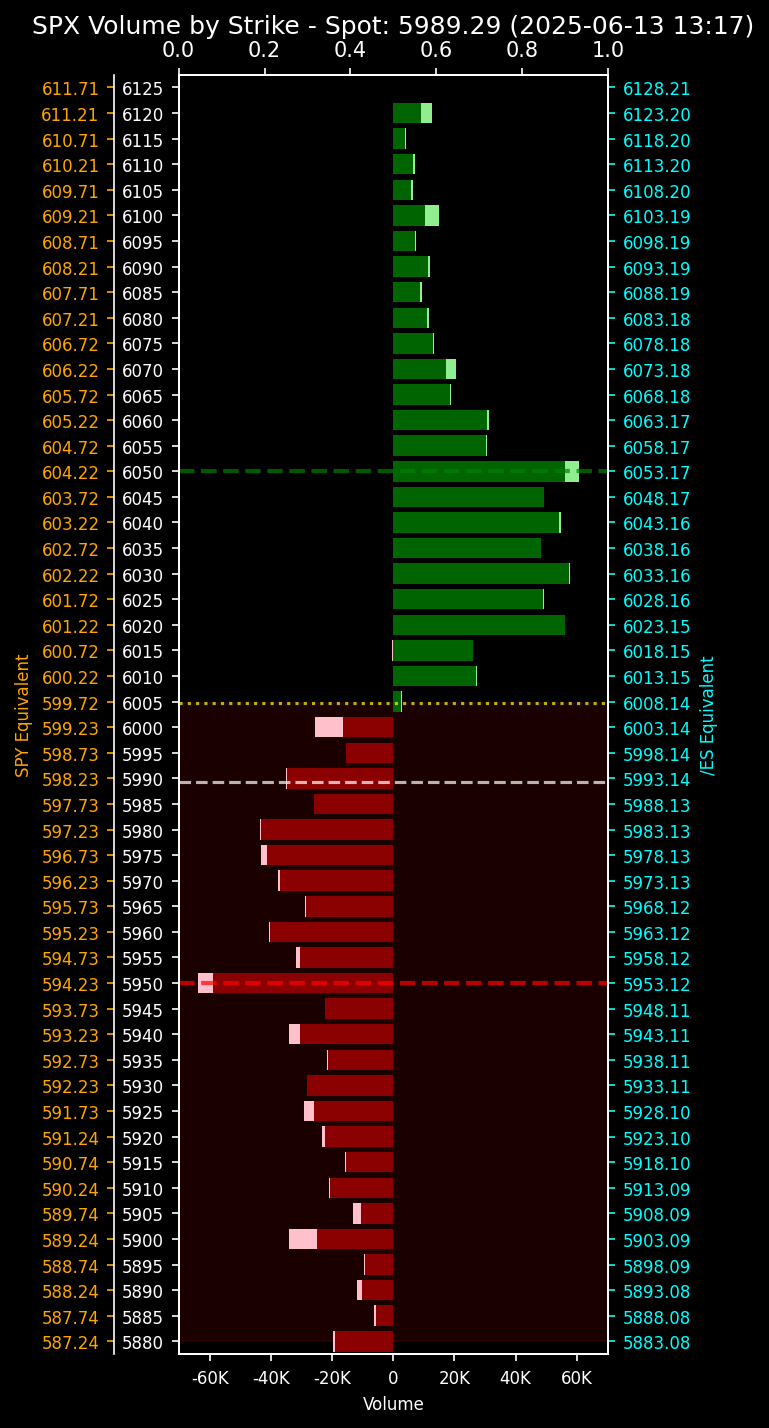 SPX Volume by Strike - Spot: 5989.29 (2025-06-13 13:17)
0.0 0.2 0.4 0.6 0.8 1.0
611.71 6125 6128.21
611.21 6120 6123.20
610.71 6115 6118.20
610.21 6110 6113.20
609.71 6105 6108.20
609.21 6100 6103.19
608.71 6095 6098.19
608.21 6090 6093.19
607.71 6085 6088.19
607.21 6080 6083.18
606.72 6075 6078.18
606.22 6070 6073.18
605.72 6065 6068.18
605.22 6060 6063.17
604.72 6055 6058.17
604.22 6050 6053.17
603.72 6045 6048.17
603.22 6040 6043.16
602.72 6035 6038.16
602.22 6030 6033.16
601.72 6025 6028.16
601.22 6020 6023.15
600.72 6015 6018.15
600.22 6010 6013.15
599.72 6005 6008.14
599.23 6000 6003.14
598.73 5995 5998.14
598.23 5990 5993.14
597.73 5985 5988.13
597.23 5980 5983.13
596.73 5975 5978.13
596.23 5970 5973.13
595.73 5965 5968.12
595.23 5960 5963.12
594.73 5955 5958.12
594.23 5950 5953.12
593.73 5945 5948.11
593.23 5940 5943.11
592.73 5935 5938.11
592.23 5930 5933.11
591.73 5925 5928.10
591.24 5920 5923.10
590.74 5915 5918.10
590.24 5910 5913.09
589.74 5905 5908.09
589.24 5900 5903.09
588.74 5895 5898.09
588.24 5890 5893.08
587.74 5885 5888.08
587.24 5880 5883.08
SPY Equivalent
/ES Equivalent
-60K -40K -20K 0 20K 40K 60K
Volume